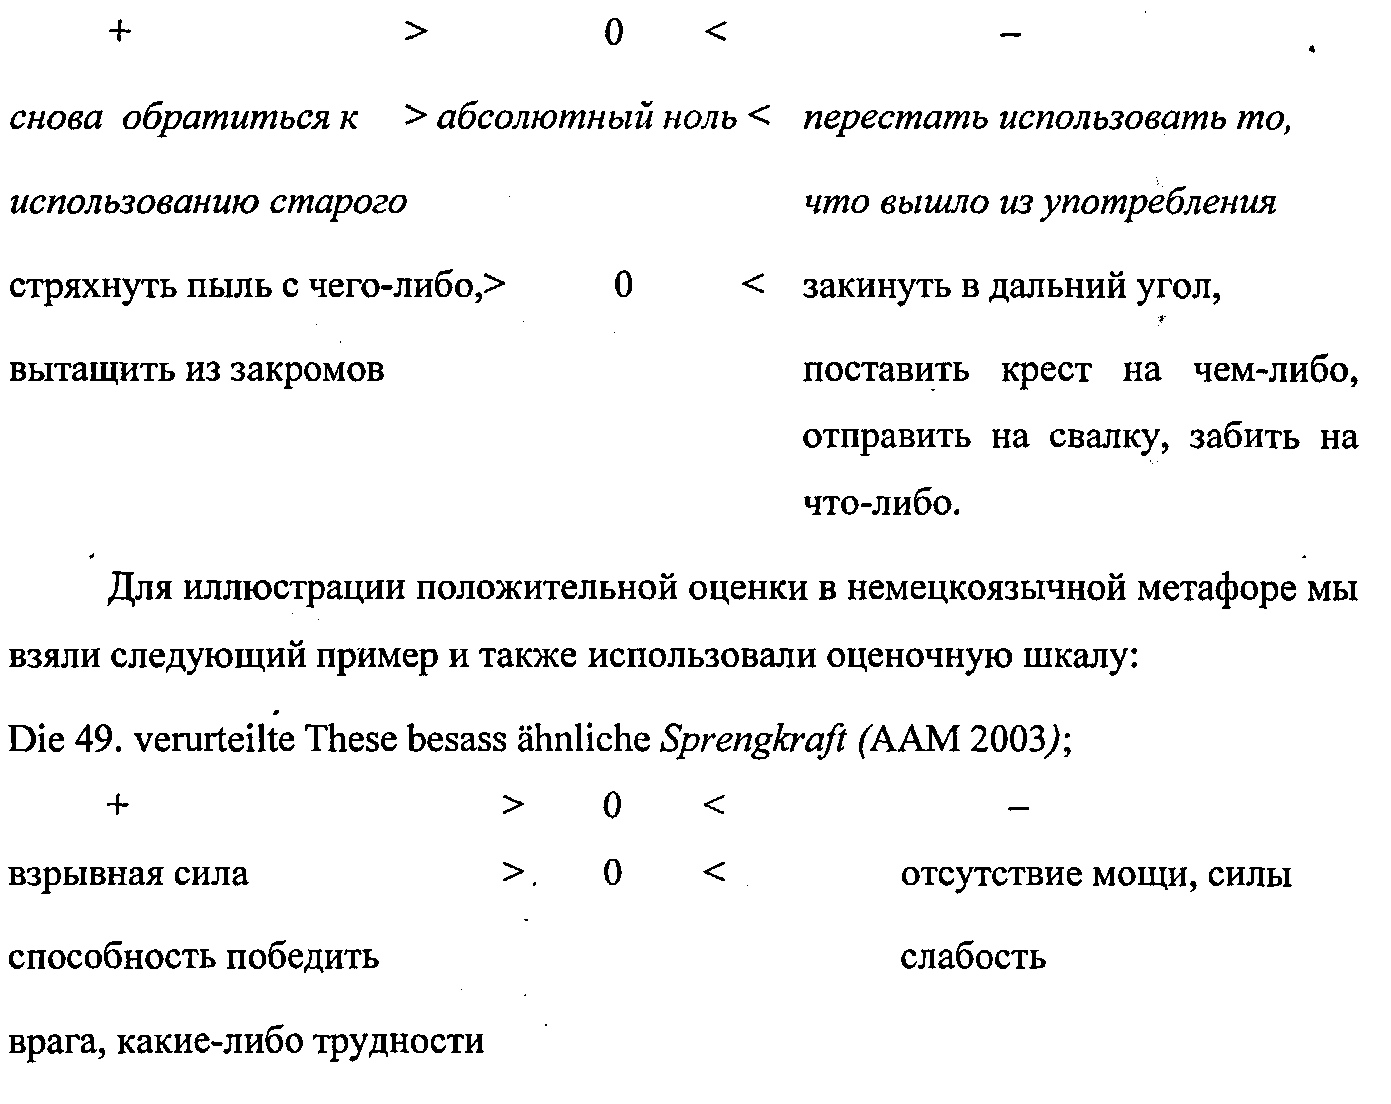 + > 0 < –
снова обратиться к > абсолютный ноль < перестать использовать то,
использованию старого что вышло из употребления
стряхнуть пыль с чего-либо,> 0 < закинуть в дальний угол,
вытащить из закромов поставить крест на чем-либо,
отправить на свалку, забить на
что-либо.
Для иллюстрации положительной оценки в немецкоязычной метафоре мы
взяли следующий пример и также использовали оценочную шкалу:
Die 49. verurteilte These besass ähnliche Sprengkraft (AAM 2003);
+ > 0 < –
взрывная сила > 0 < отсутствие мощи, силы
способность победить слабость
врага, какие-либо трудности